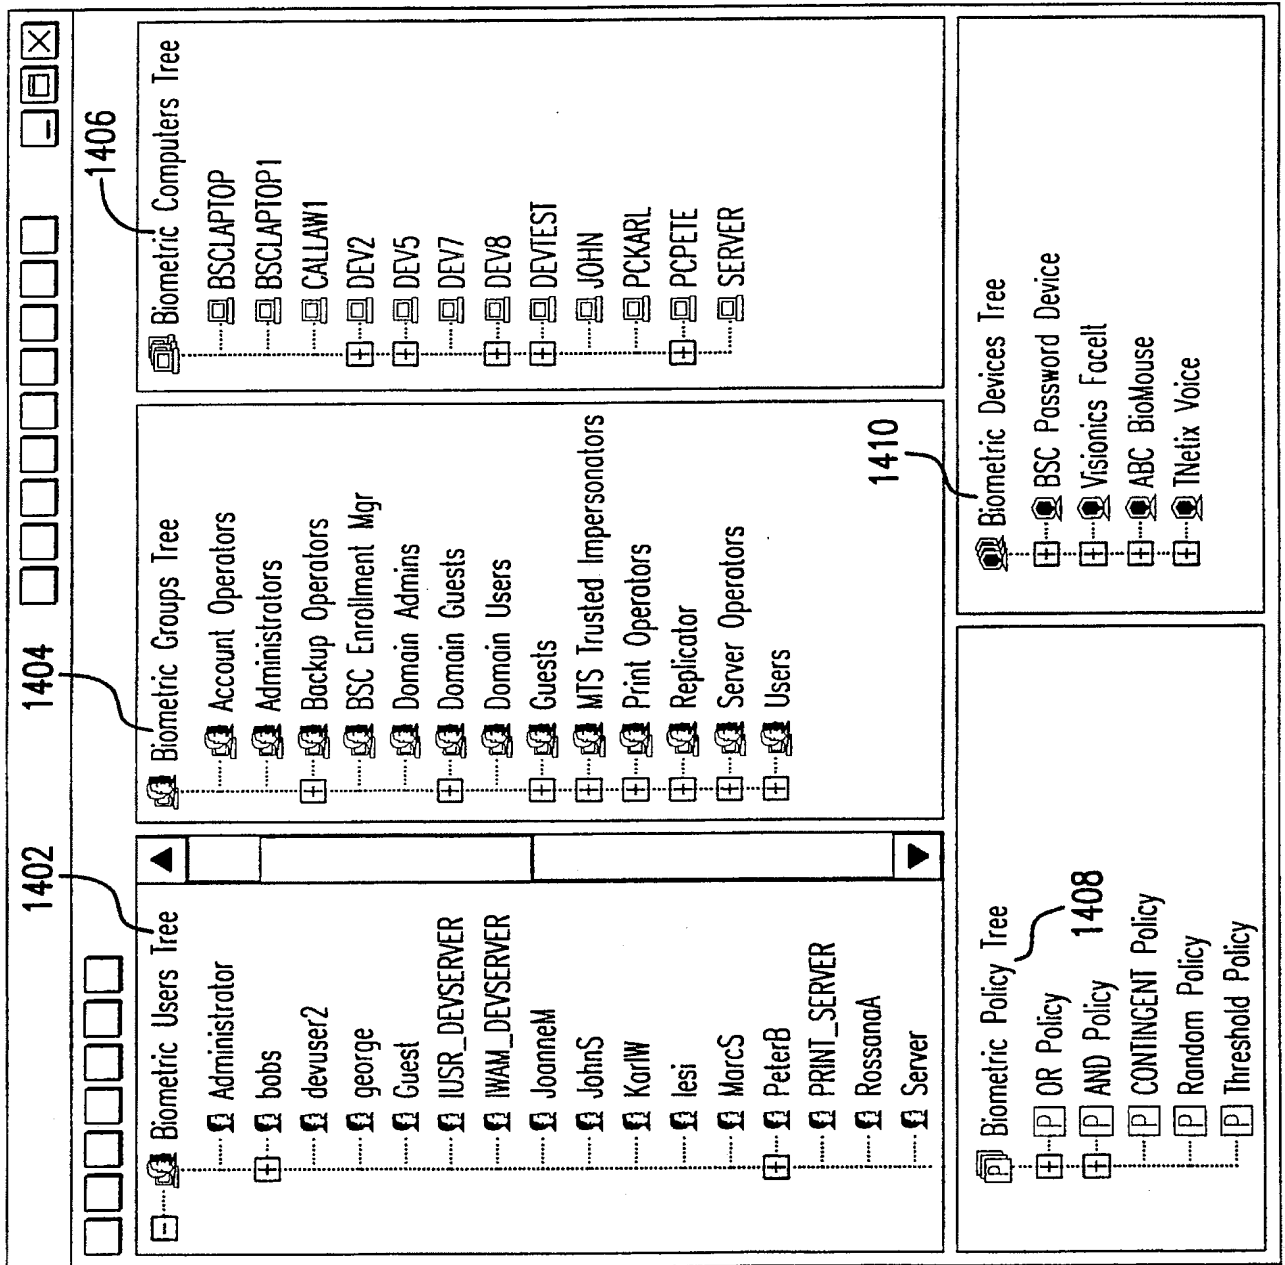 1402
1404
1406
Biometric Users Tree
Administrator
bobs
devuser2
george
Guest
IUSR_DEVSERVER
IWAM_DEVSERVER
JoanneM
JohnS
KarlW
lesi
MarcS
PeterB
PRINT_SERVER
RossanaA
Server
Biometric Groups Tree
Account Operators
Administrators
Backup Operators
BSC Enrollment Mgr
Domain Admins
Domain Guests
Domain Users
Guests
MTS Trusted Impersonators
Print Operators
Replicator
Server Operators
Users
Biometric Computers Tree
BSCLAPTOP
BSCLAPTOP1
CALLAW1
DEV2
DEV5
DEV7
DEV8
DEVTEST
JOHN
PCKARL
PCPETE
SERVER
Biometric Policy Tree
P OR Policy
P AND Policy
P CONTINGENT Policy
P Random Policy
P Threshold Policy
1408
1410
Biometric Devices Tree
BSC Password Device
Visionics FaceIt
ABC BioMouse
TNetix Voice